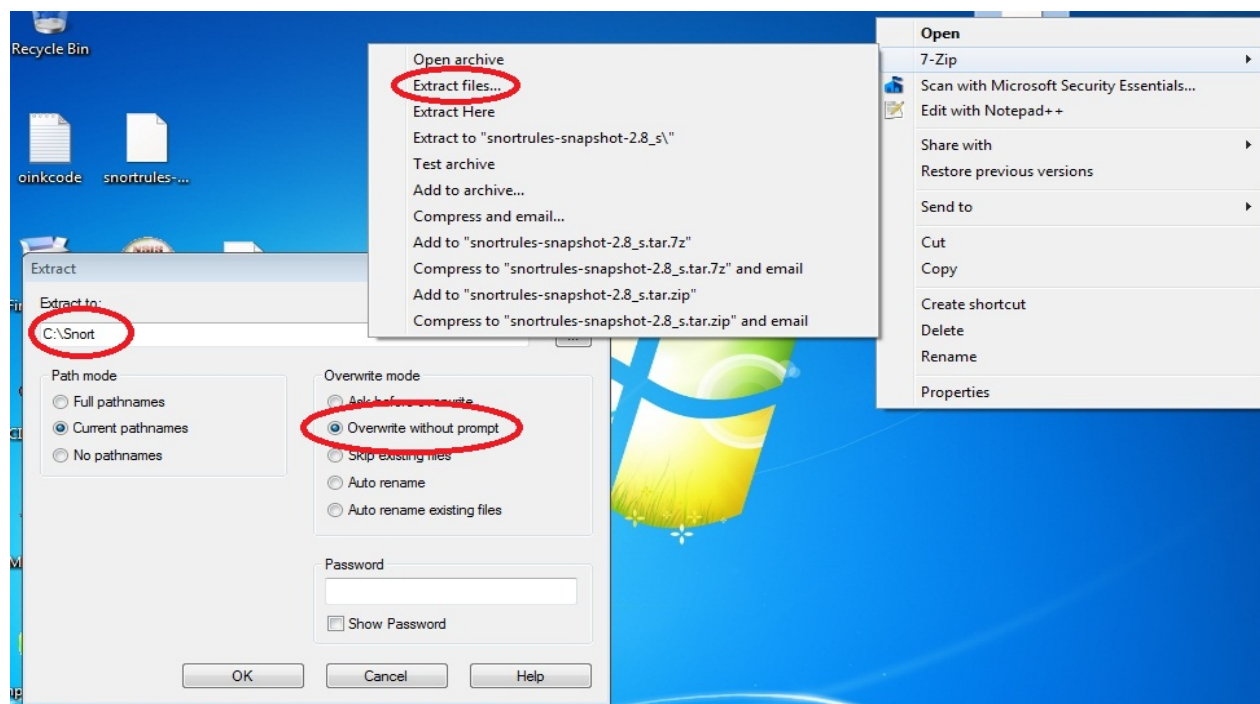 Recycle Bin
oinkcode
snortrules-...
Open archive
Extract files...
Extract Here
Extract to "snortrules-snapshot-2.8_s\"
Test archive
Add to archive...
Compress and email...
Add to "snortrules-snapshot-2.8_s.tar.7z"
Compress to "snortrules-snapshot-2.8_s.tar.7z" and email
Add to "snortrules-snapshot-2.8_s.tar.zip"
Compress to "snortrules-snapshot-2.8_s.tar.zip" and email
Open
7-Zip
Scan with Microsoft Security Essentials...
Edit with Notepad++
Share with
Restore previous versions
Send to
Cut
Copy
Create shortcut
Delete
Rename
Properties
Extract
Extract to:
C:\Snort
...
Path mode
Full pathnames
Current pathnames
No pathnames
Overwrite mode
Ask before overwrite
Overwrite without prompt
Skip existing files
Auto rename
Auto rename existing files
Password
Show Password
OK
Cancel
Help